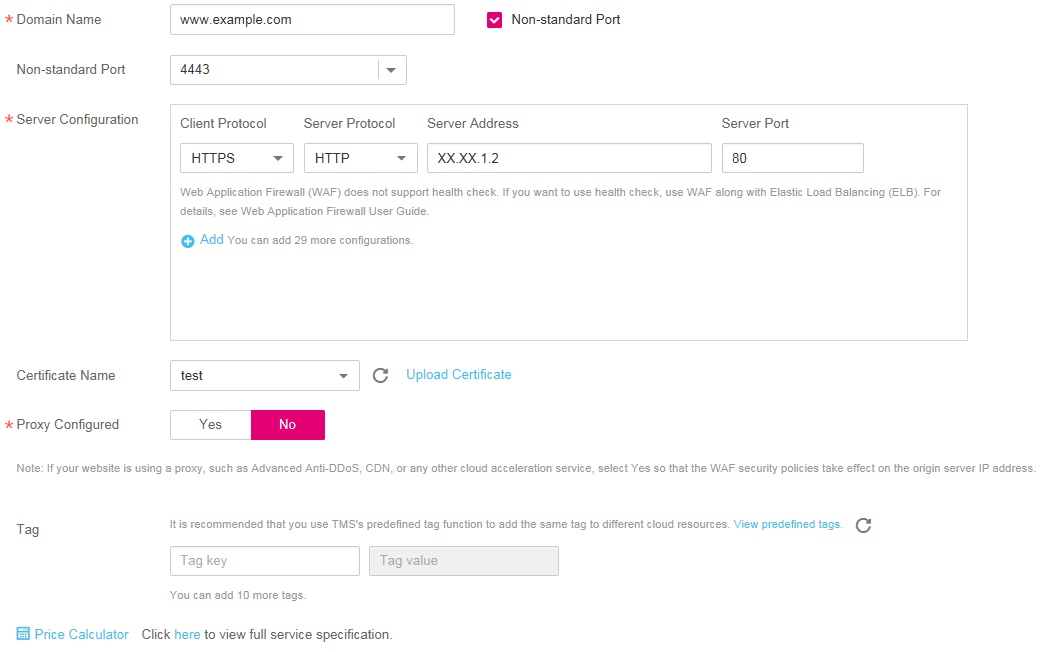 * Domain Name www.example.com Non-standard Port
Non-standard Port 4443
* Server Configuration
Client Protocol Server Protocol Server Address Server Port
HTTPS HTTP XX.XX.1.2 80
Web Application Firewall (WAF) does not support health check. If you want to use health check, use WAF along with Elastic Load Balancing (ELB). For
details, see Web Application Firewall User Guide.
Add You can add 29 more configurations.
Certificate Name test Upload Certificate
* Proxy Configured Yes No
Note: If your website is using a proxy, such as Advanced Anti-DDoS, CDN, or any other cloud acceleration service, select Yes so that the WAF security policies take effect on the origin server IP address.
Tag It is recommended that you use TMS's predefined tag function to add the same tag to different cloud resources. View predefined tags.
Tag key Tag value
You can add 10 more tags.
Price Calculator Click here to view full service specification.